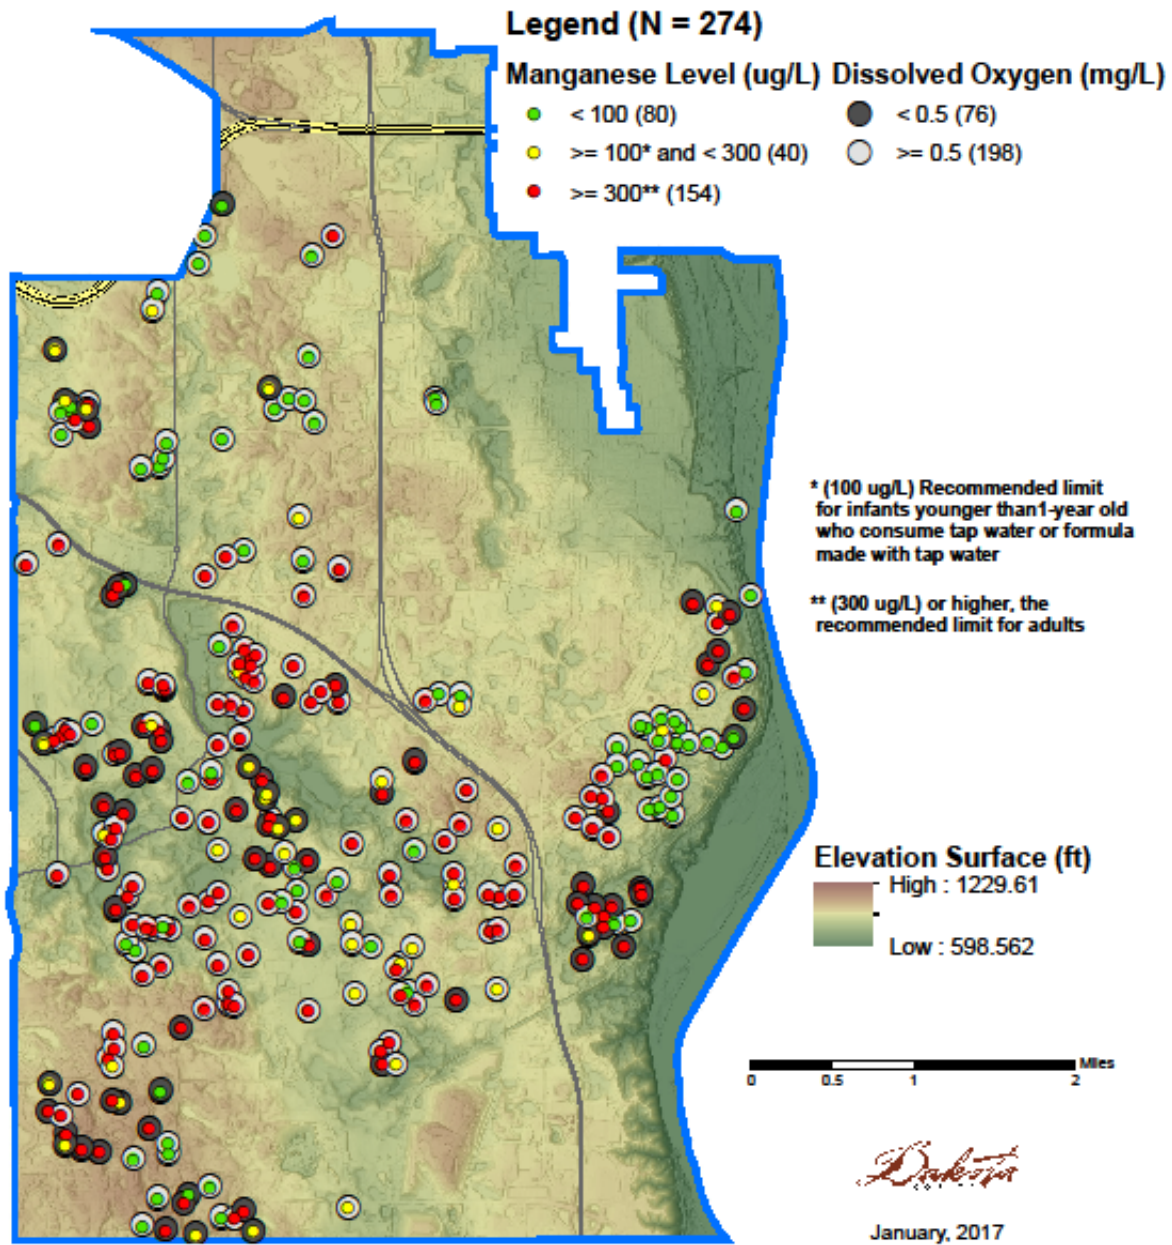 Legend (N = 274)
Manganese Level (ug/L) Dissolved Oxygen (mg/L)
< 100 (80) < 0.5 (76)
>= 100* and < 300 (40) >= 0.5 (198)
>= 300** (154)
* (100 ug/L) Recommended limit
for infants younger than1-year old
who consume tap water or formula
made with tap water
** (300 ug/L) or higher, the
recommended limit for adults
Elevation Surface (ft)
High : 1229.61
Low : 598.562
Miles
0 0.5 1 2
Dakota
January, 2017